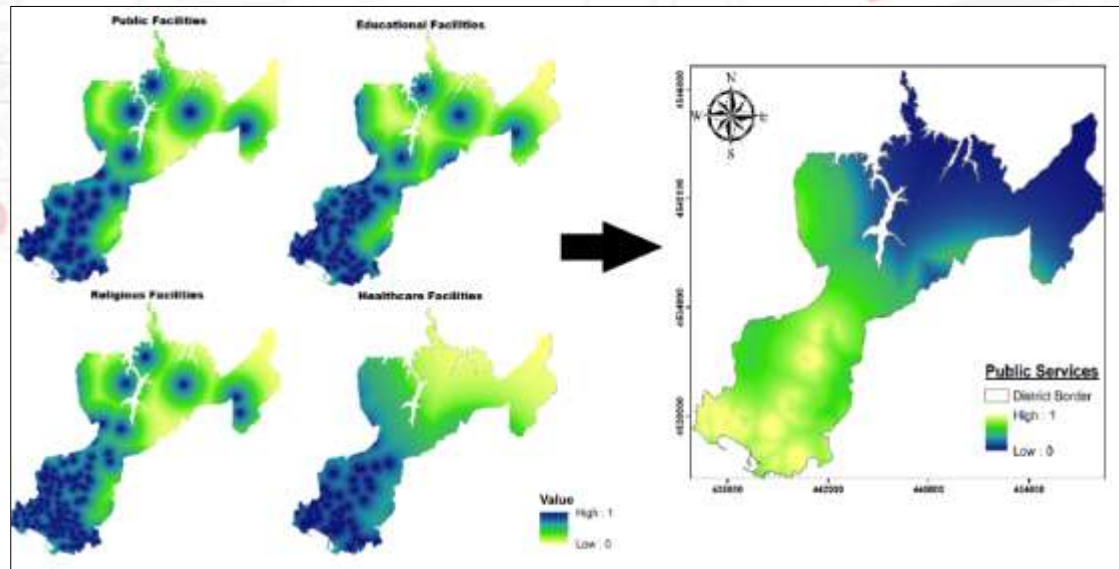 Public Facilities
Educational Facilities
Religious Facilities
Healthcare Facilities
Value
High : 1
Low : 0
N
W
E
S
Public Services
District Border
High : 1
Low : 0